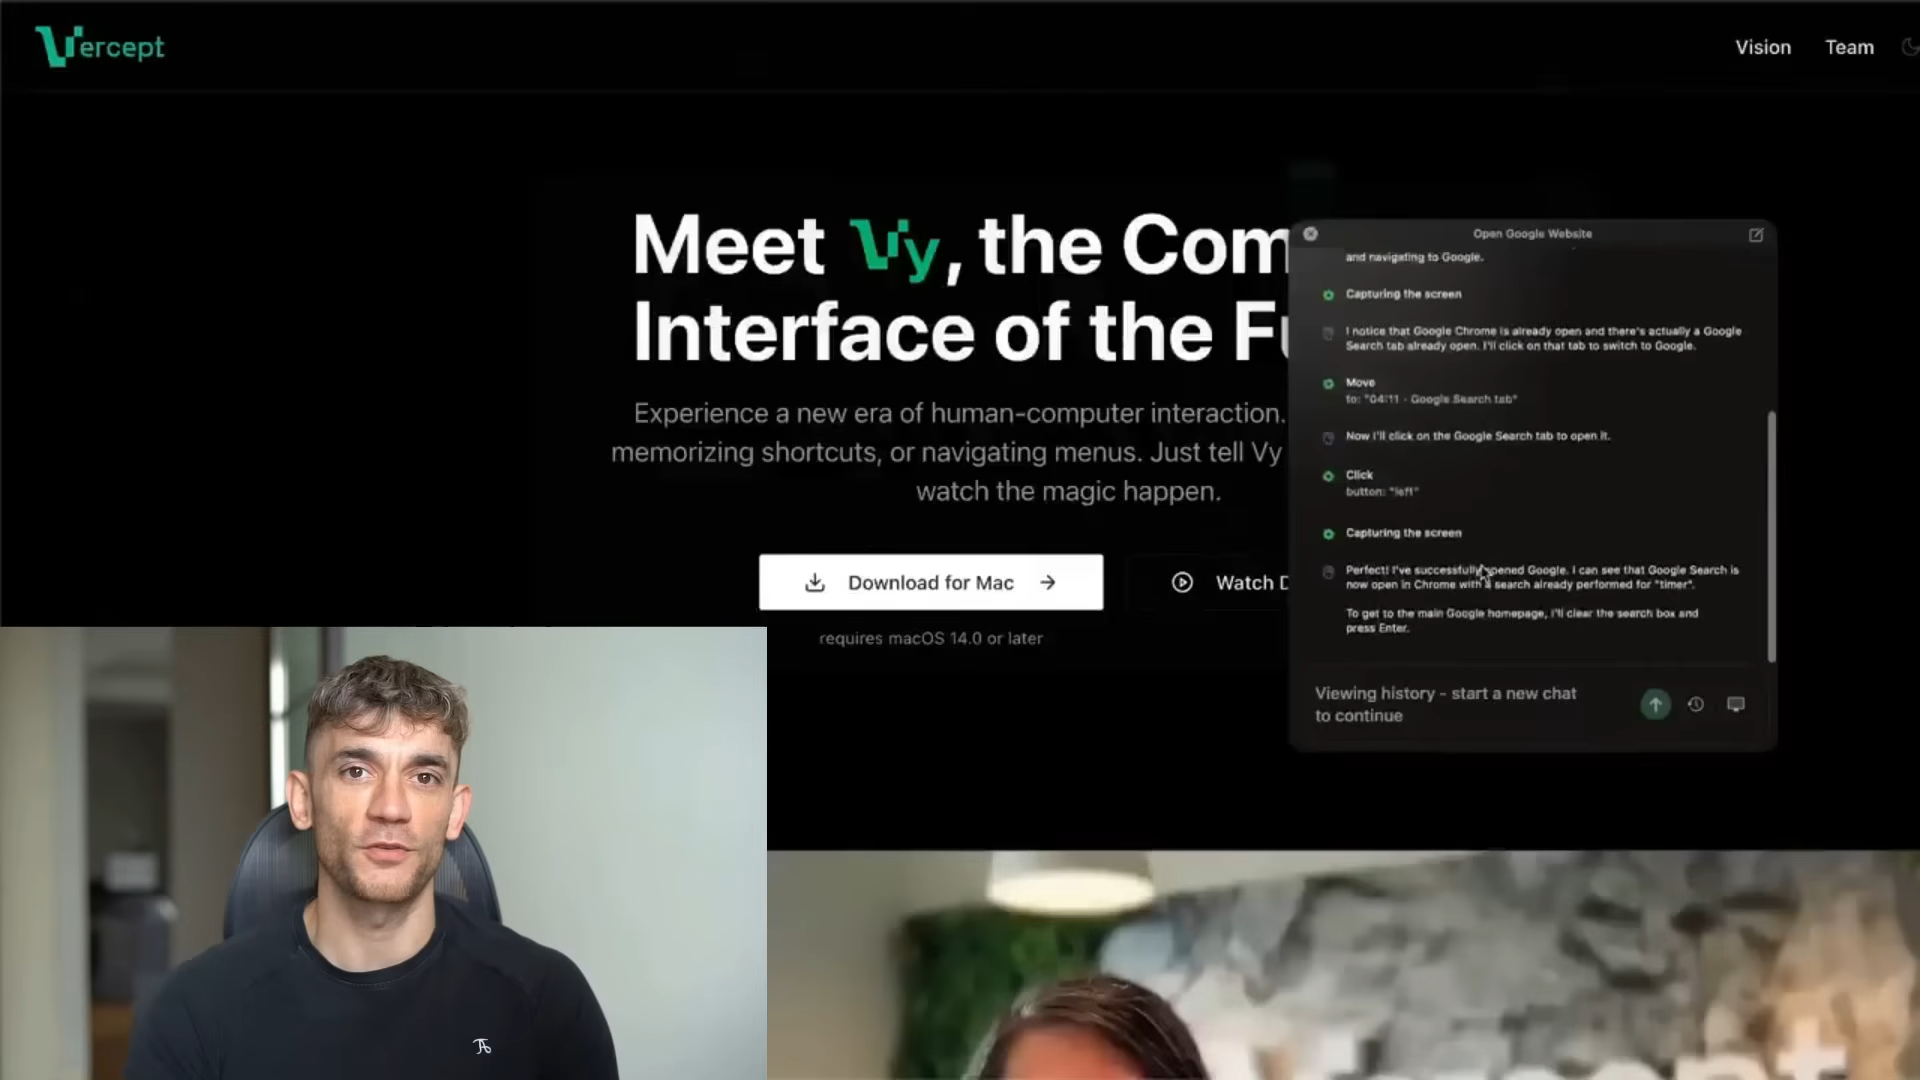 Vercept
Vision
Team
Meet Vy, the Com
Interface of the Fu
Experience a new era of human-computer interaction.
memorizing shortcuts, or navigating menus. Just tell Vy
watch the magic happen.
Download for Mac
Watch D
requires macOS 14.0 or later
Open Google Website
and navigating to Google.
Capturing the screen
I notice that Google Chrome is already open and there's actually a Google
Search tab already open. I'll click on that tab to switch to Google.
Move
to: "04:11 - Google Search tab"
Now I'll click on the Google Search tab to open it.
Click
button: "left"
Capturing the screen
Perfect! I've successfully opened Google. I can see that Google Search is
now open in Chrome with a search already performed for "timer".
To get to the main Google homepage, I'll clear the search box and
press Enter.
Viewing history - start a new chat
to continue